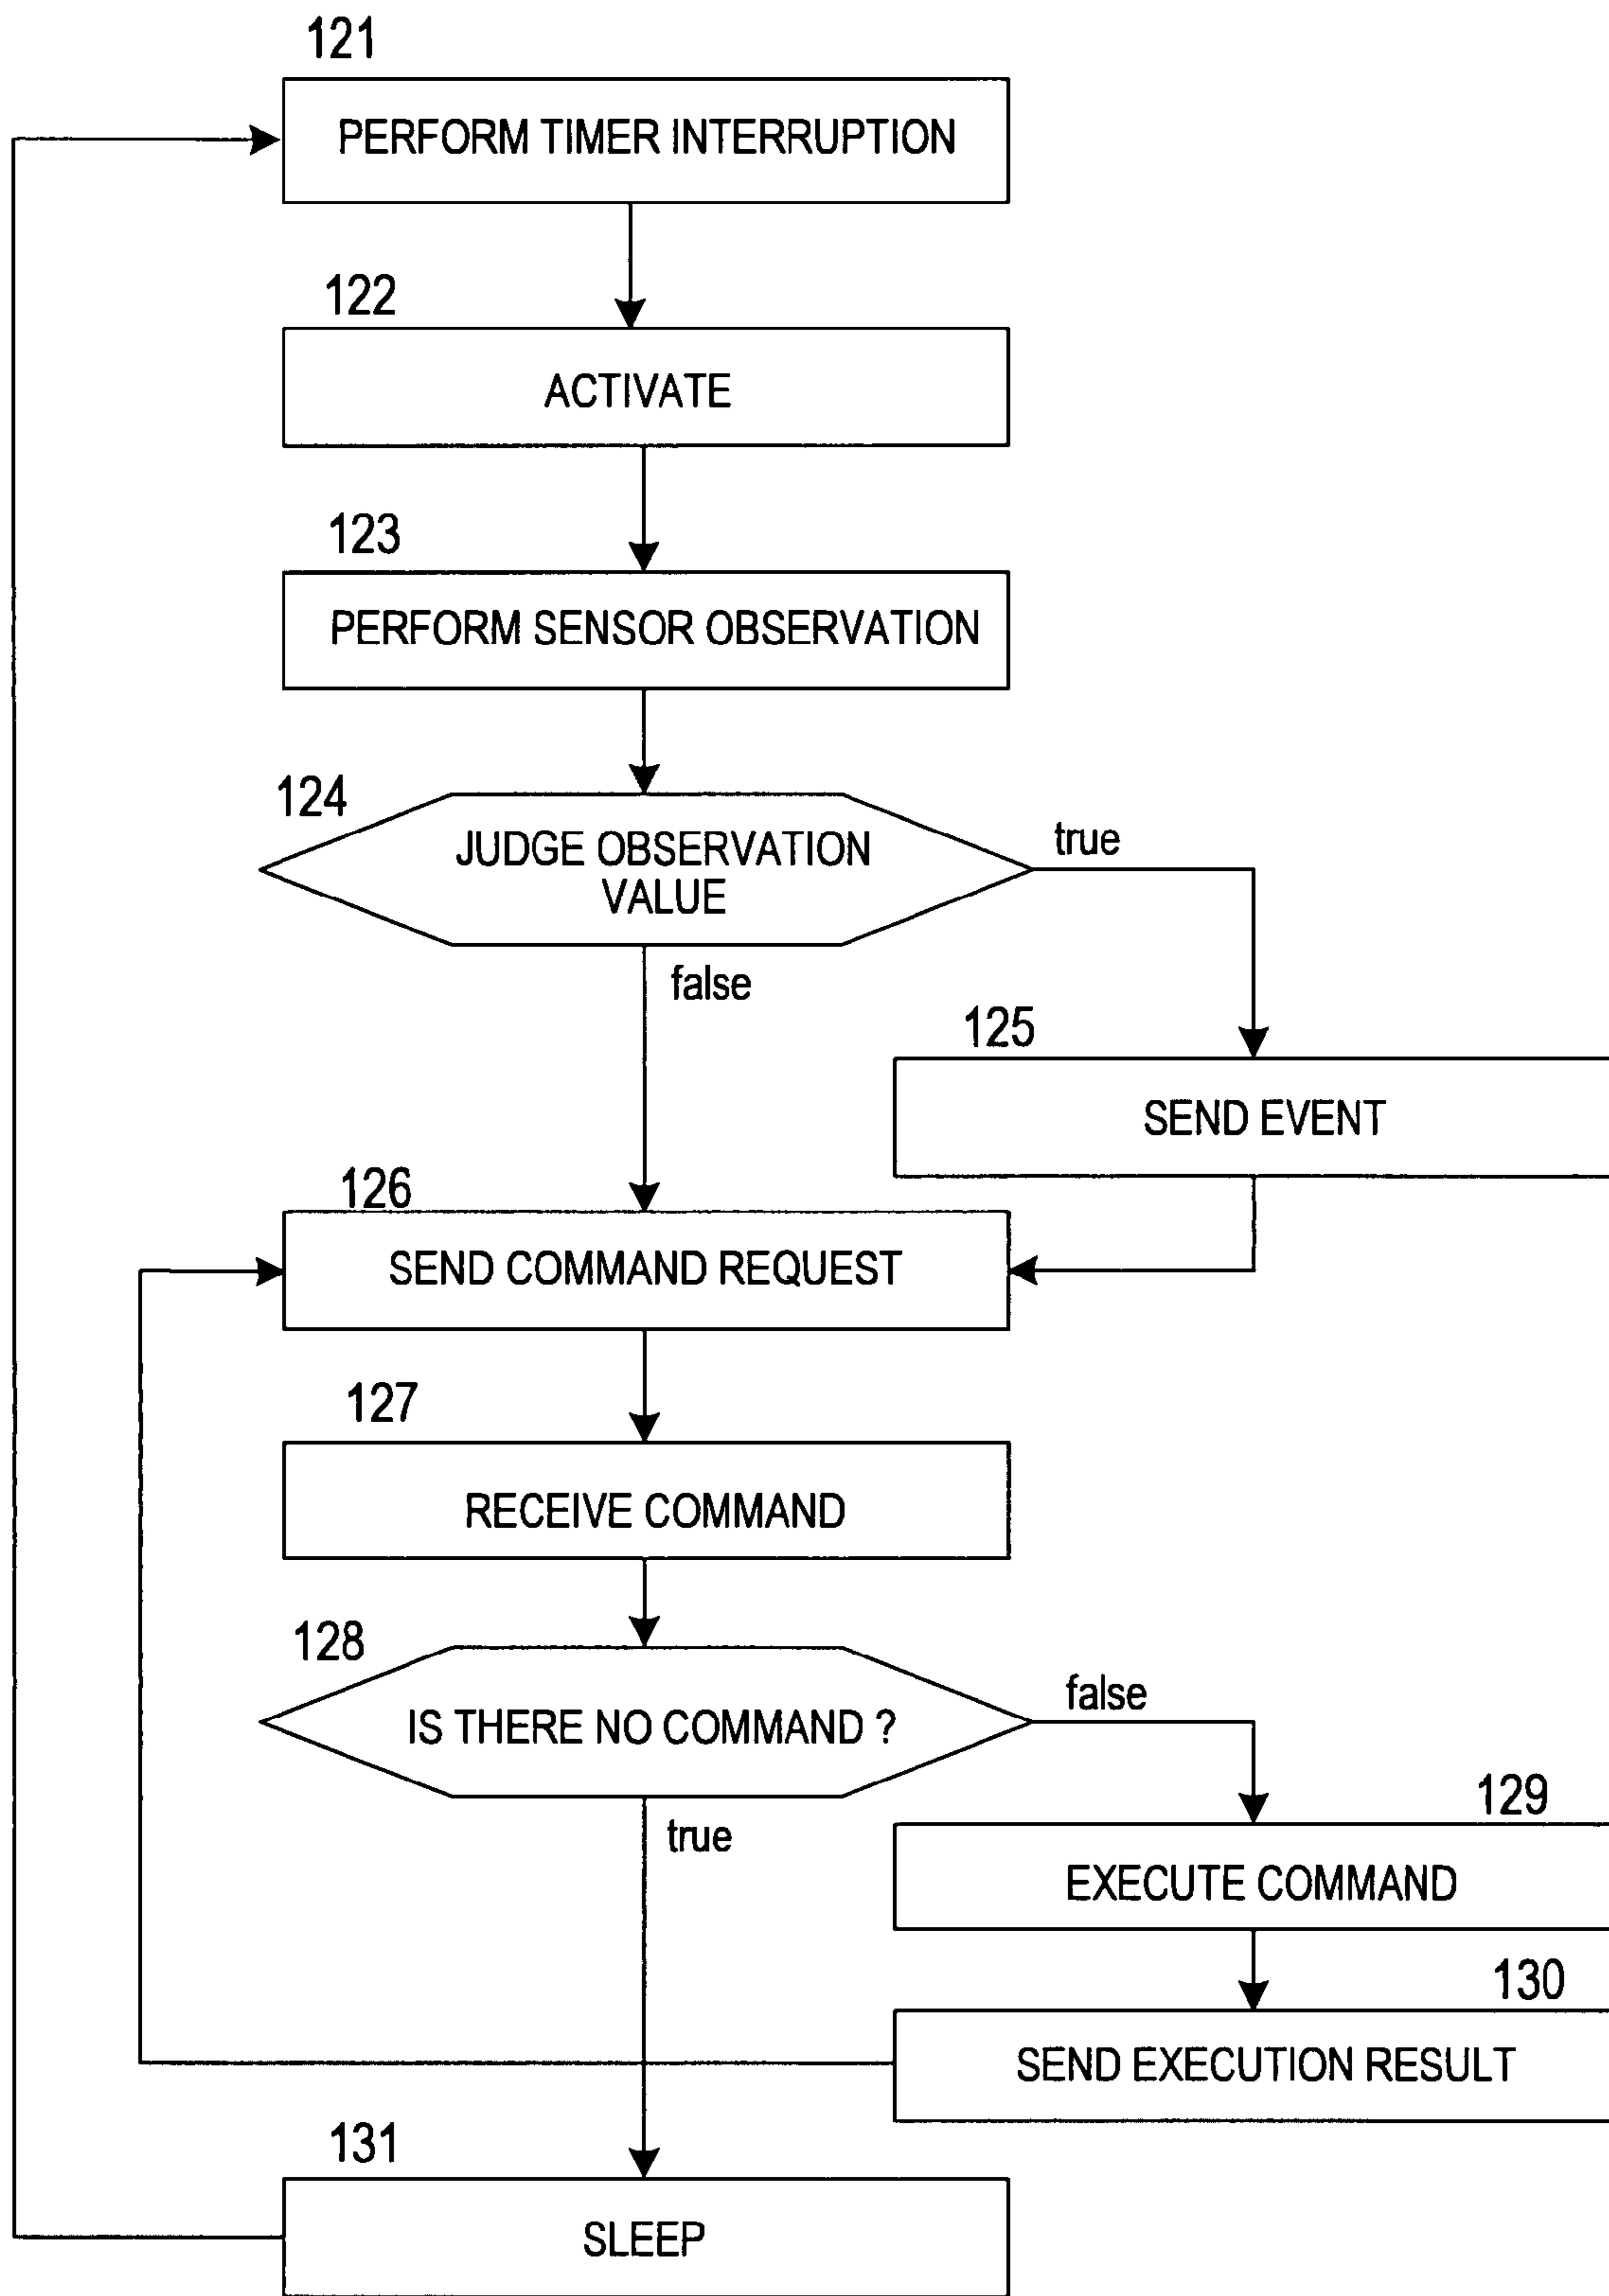 121
PERFORM TIMER INTERRUPTION
122
ACTIVATE
123
PERFORM SENSOR OBSERVATION
124
JUDGE OBSERVATION
VALUE
true
false
125
SEND EVENT
126
SEND COMMAND REQUEST
127
RECEIVE COMMAND
128
IS THERE NO COMMAND ?
false
true
129
EXECUTE COMMAND
130
SEND EXECUTION RESULT
131
SLEEP